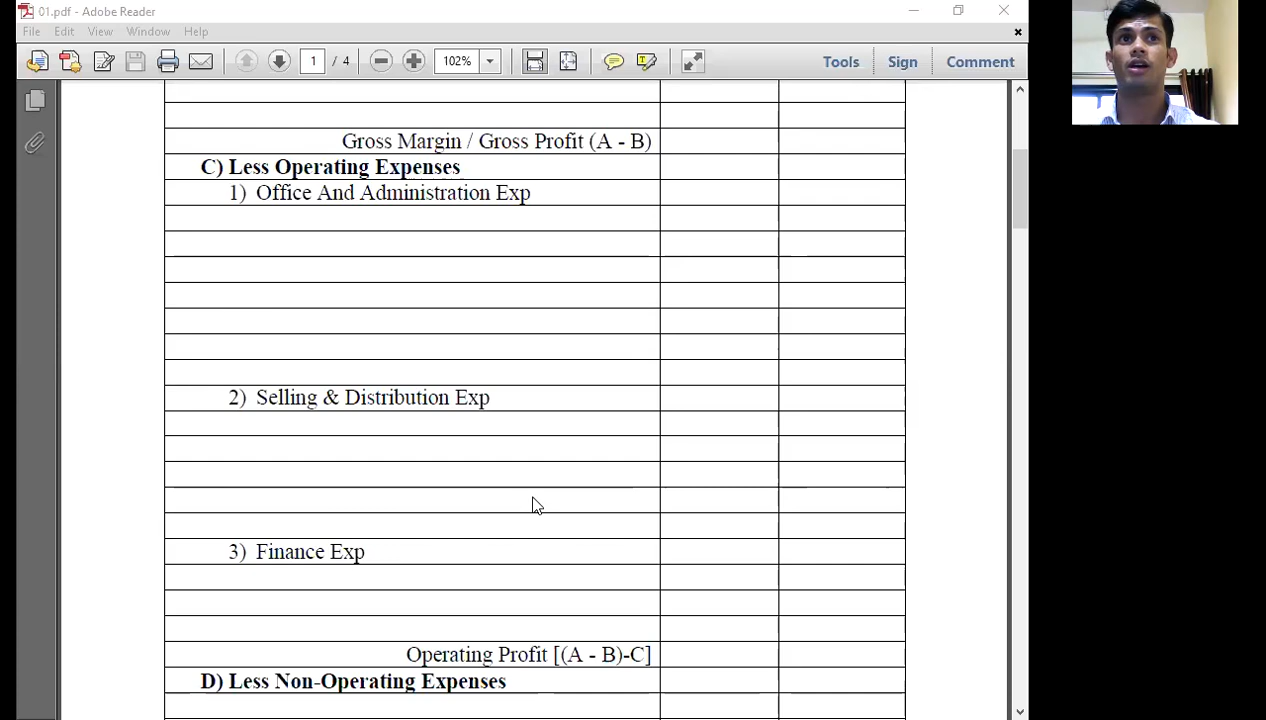 01.pdf - Adobe Reader
File Edit View Window Help
1 / 4 102% Tools Sign Comment
Gross Margin / Gross Profit (A - B)
C) Less Operating Expenses
1) Office And Administration Exp
2) Selling & Distribution Exp
3) Finance Exp
Operating Profit [(A - B)-C]
D) Less Non-Operating Expenses